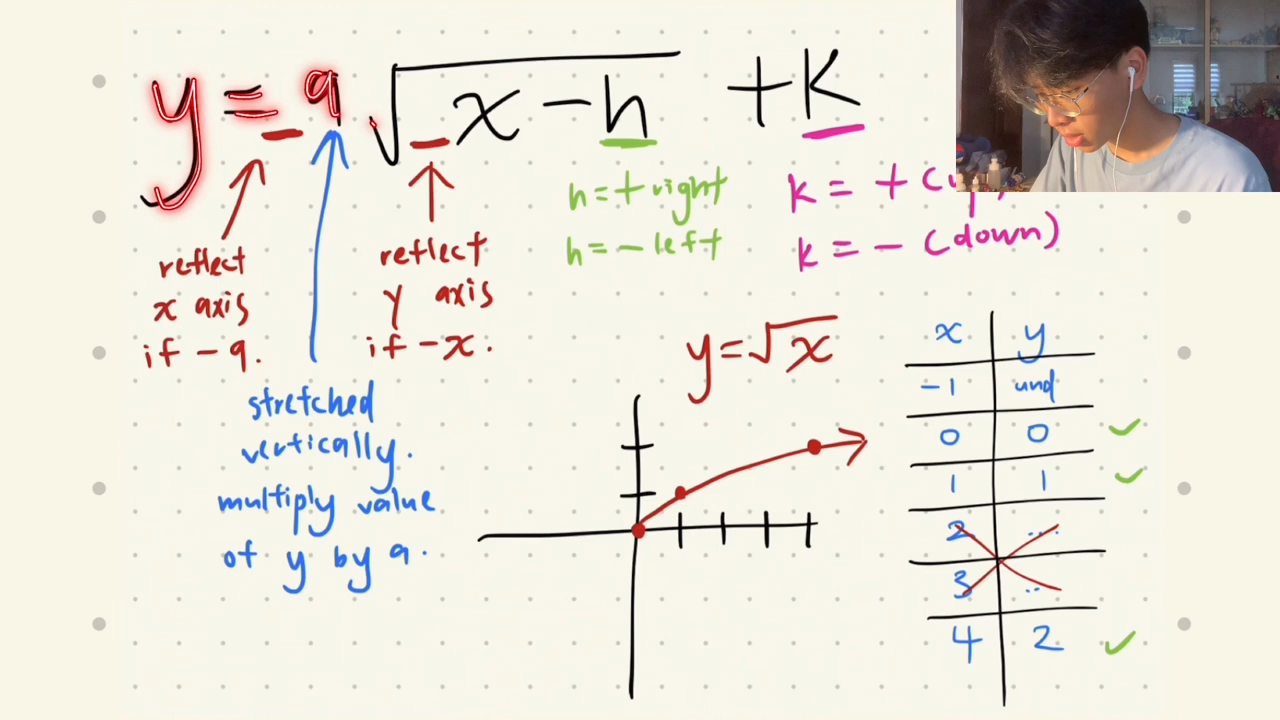 y = a √x - h + k
h = + right
h = - left
k = + (
k = - (down)
reflect
x axis
if - a.
reflect
y axis
if - x.
stretched
vertically.
multiply value
of y by a.
y = √x
x y
-1 und
0 0
1 1
2 ...
3 ..
4 2